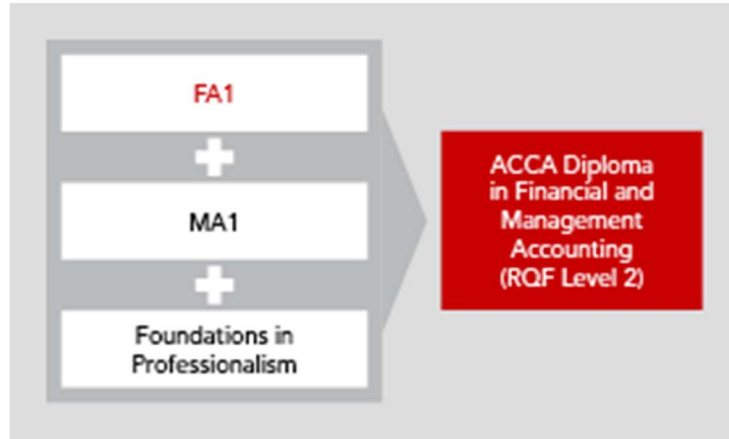 FA1
MA1
Foundations in
Professionalism
ACCA Diploma
in Financial and
Management
Accounting
(RQF Level 2)